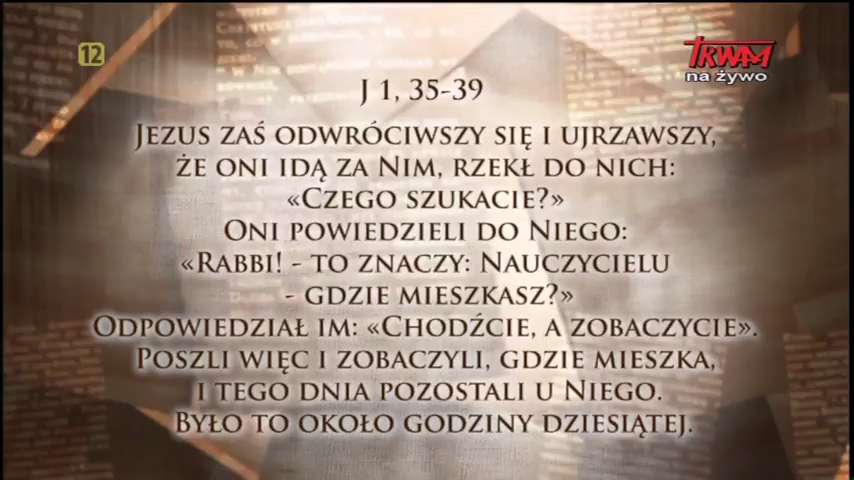 12
TRWAM
na żywo
J 1, 35-39
Jezus zaś odwróciwszy się i ujrzawszy,
że oni idą za Nim, rzekł do nich:
«Czego szukacie?»
Oni powiedzieli do Niego:
«Rabbi! - to znaczy: Nauczycielu
- gdzie mieszkasz?»
Odpowiedział im: «Chodźcie, a zobaczycie».
Poszli więc i zobaczyli, gdzie mieszka,
i tego dnia pozostali u Niego.
Było to około godziny dziesiątej.